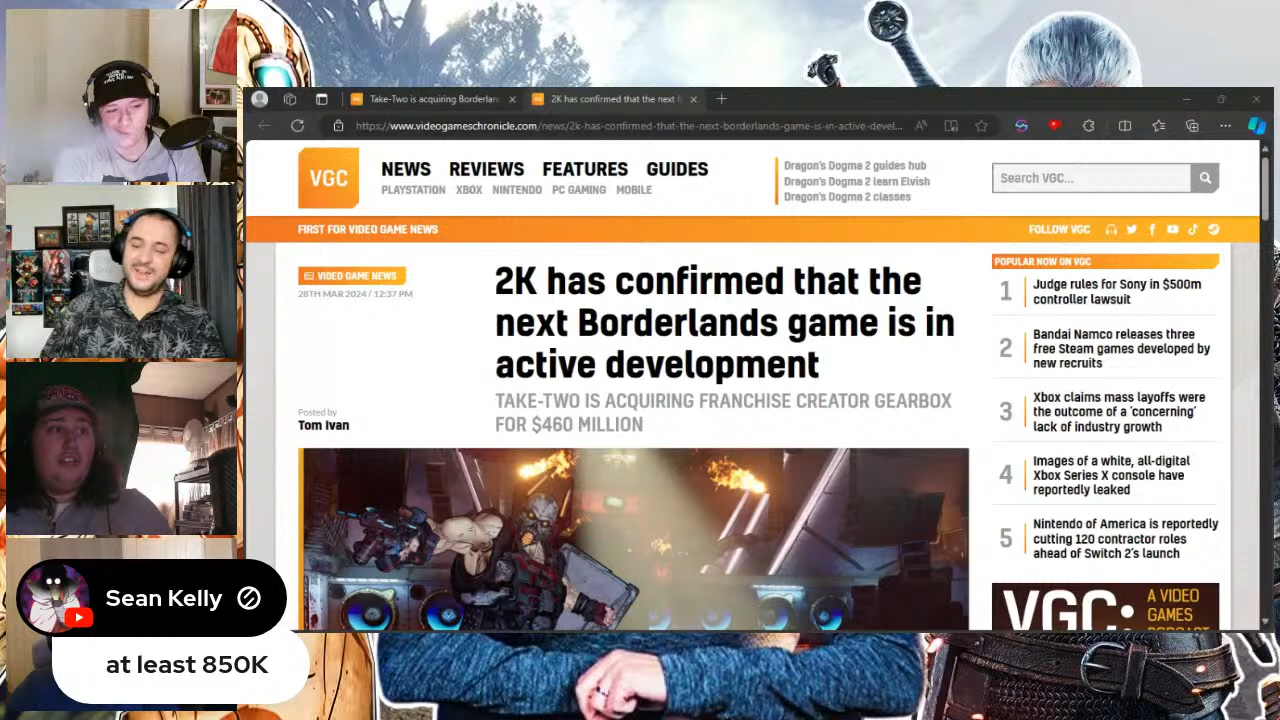 Take-Two is acquiring Borderlan
2K has confirmed that the next B
https://www.videogameschronicle.com/news/2k-has-confirmed-that-the-next-borderlands-game-is-in-active-devel...
VGC
NEWS REVIEWS FEATURES GUIDES
PLAYSTATION XBOX NINTENDO PC GAMING MOBILE
Dragon's Dogma 2 guides hub
Dragon's Dogma 2 learn Elvish
Dragon's Dogma 2 classes
Search VGC...
FIRST FOR VIDEO GAME NEWS
FOLLOW VGC
VIDEO GAME NEWS
28TH MAR 2024 / 12:37 PM
2K has confirmed that the
next Borderlands game is in
active development
TAKE-TWO IS ACQUIRING FRANCHISE CREATOR GEARBOX
FOR $460 MILLION
Posted by
Tom Ivan
POPULAR NOW ON VGC
1 Judge rules for Sony in $500m
controller lawsuit
2 Bandai Namco releases three
free Steam games developed by
new recruits
3 Xbox claims mass layoffs were
the outcome of a 'concerning'
lack of industry growth
4 Images of a white, all-digital
Xbox Series X console have
reportedly leaked
5 Nintendo of America is reportedly
cutting 120 contractor roles
ahead of Switch 2's launch
VGC:
A VIDEO
GAMES
PODCAST
Sean Kelly
at least 850K